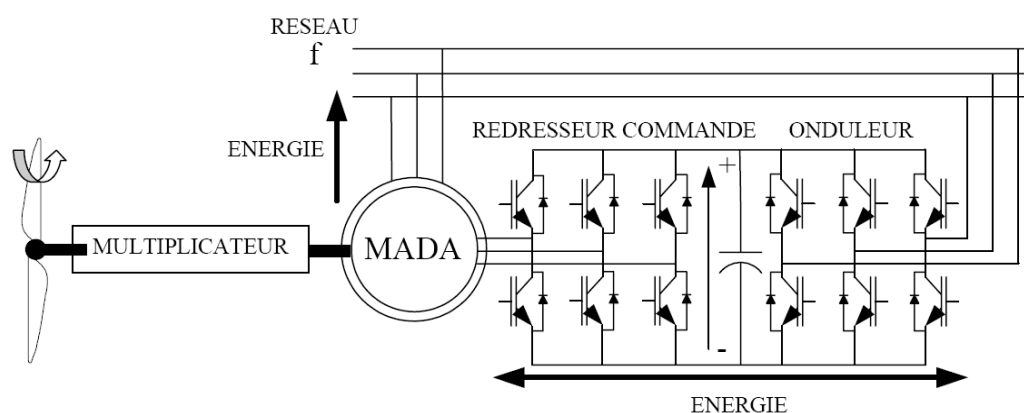 RESEAU
f
REDRESSEUR COMMANDE
ONDULEUR
ENERGIE
+
MULTIPLICATEUR
MADA
-
ENERGIE